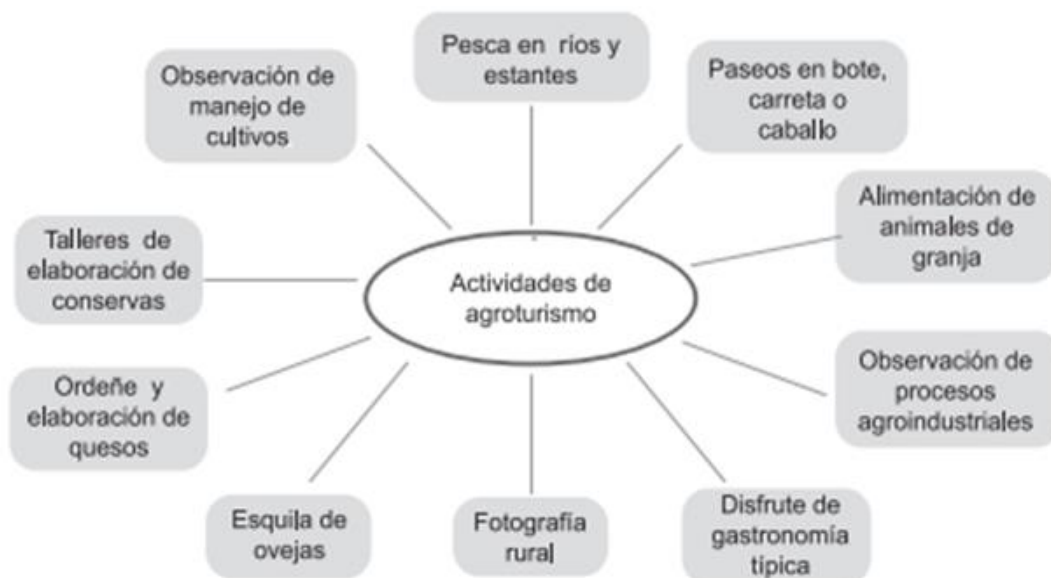 Pesca en ríos y
estantes
Paseos en bote,
carreta o
caballo
Observación de
manejo de
cultivos
Alimentación de
animales de
granja
Talleres de
elaboración de
conservas
Actividades de
agroturismo
Observación de
procesos
agroindustriales
Ordeñe y
elaboración de
quesos
Esquila de
ovejas
Fotografía
rural
Disfrute de
gastronomía
típica